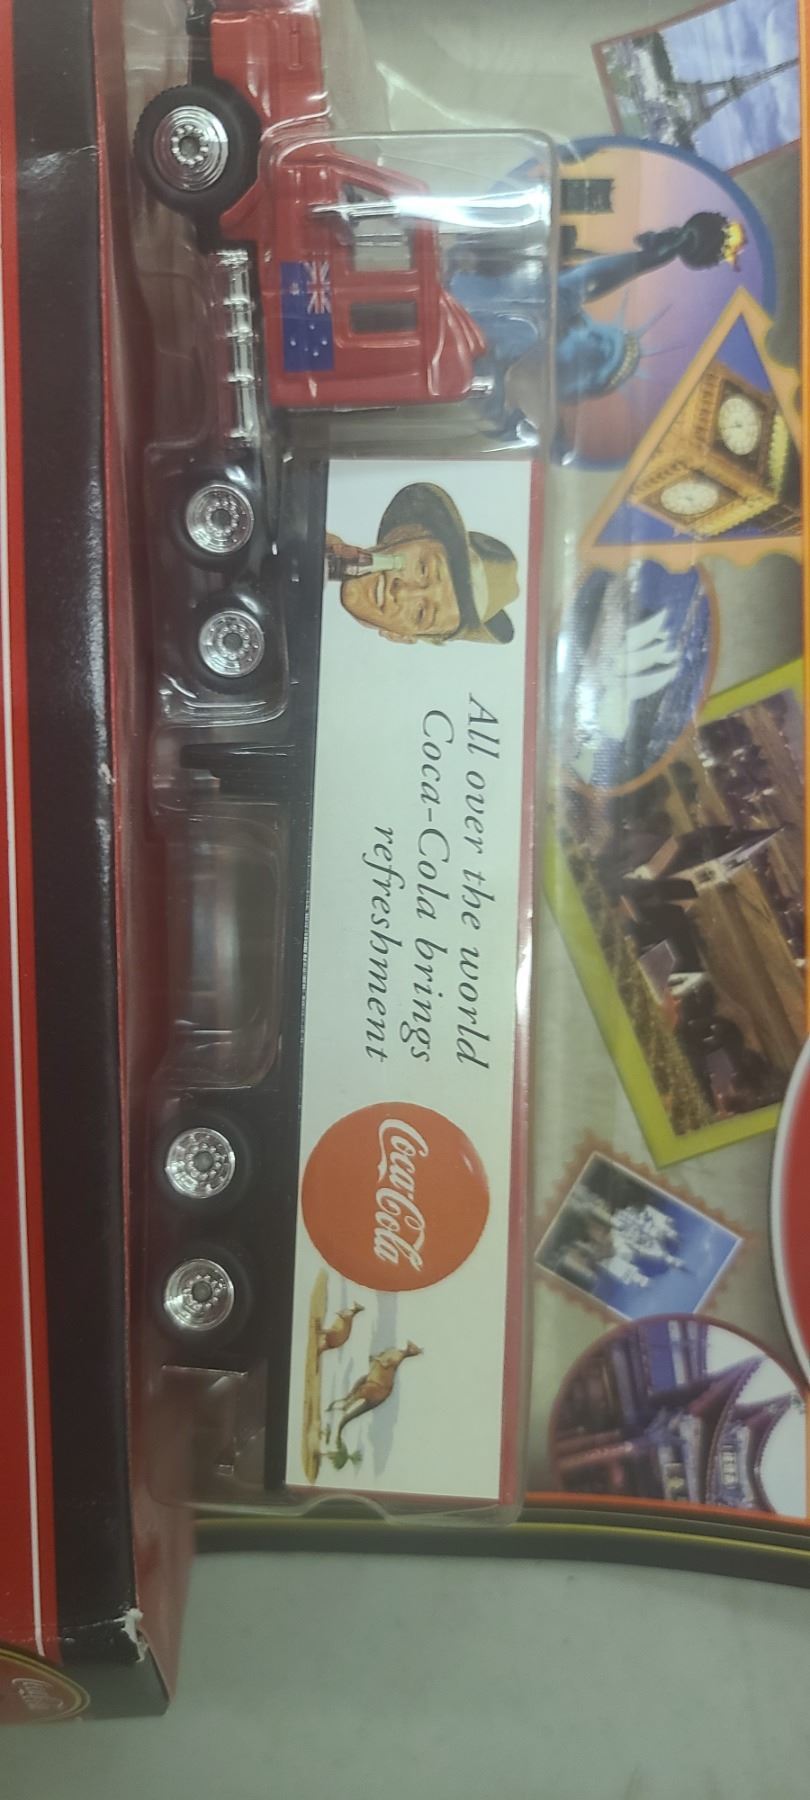 All over the world
Coca-Cola brings
refreshment
Coca-Cola